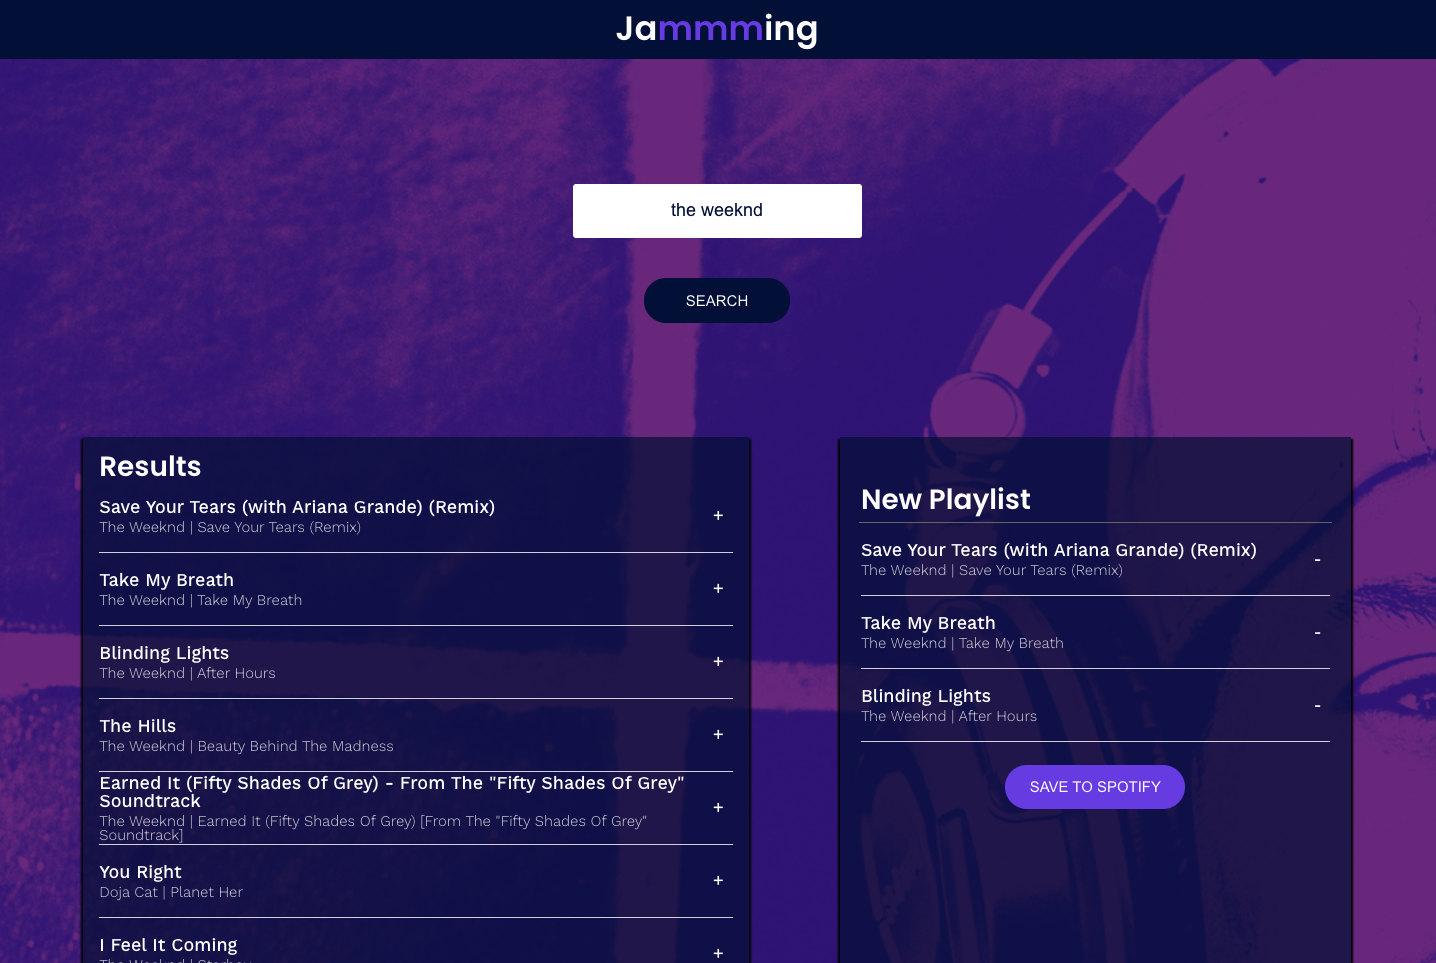 Jammming
the weeknd
SEARCH
Results
Save Your Tears (with Ariana Grande) (Remix)
The Weeknd | Save Your Tears (Remix)
+
Take My Breath
The Weeknd | Take My Breath
+
Blinding Lights
The Weeknd | After Hours
+
The Hills
The Weeknd | Beauty Behind The Madness
+
Earned It (Fifty Shades Of Grey) - From The "Fifty Shades Of Grey"
Soundtrack
The Weeknd | Earned It (Fifty Shades Of Grey) [From The "Fifty Shades Of Grey"
Soundtrack]
+
You Right
Doja Cat | Planet Her
+
I Feel It Coming
The Weeknd | Starboy
+
New Playlist
Save Your Tears (with Ariana Grande) (Remix)
The Weeknd | Save Your Tears (Remix)
-
Take My Breath
The Weeknd | Take My Breath
-
Blinding Lights
The Weeknd | After Hours
-
SAVE TO SPOTIFY